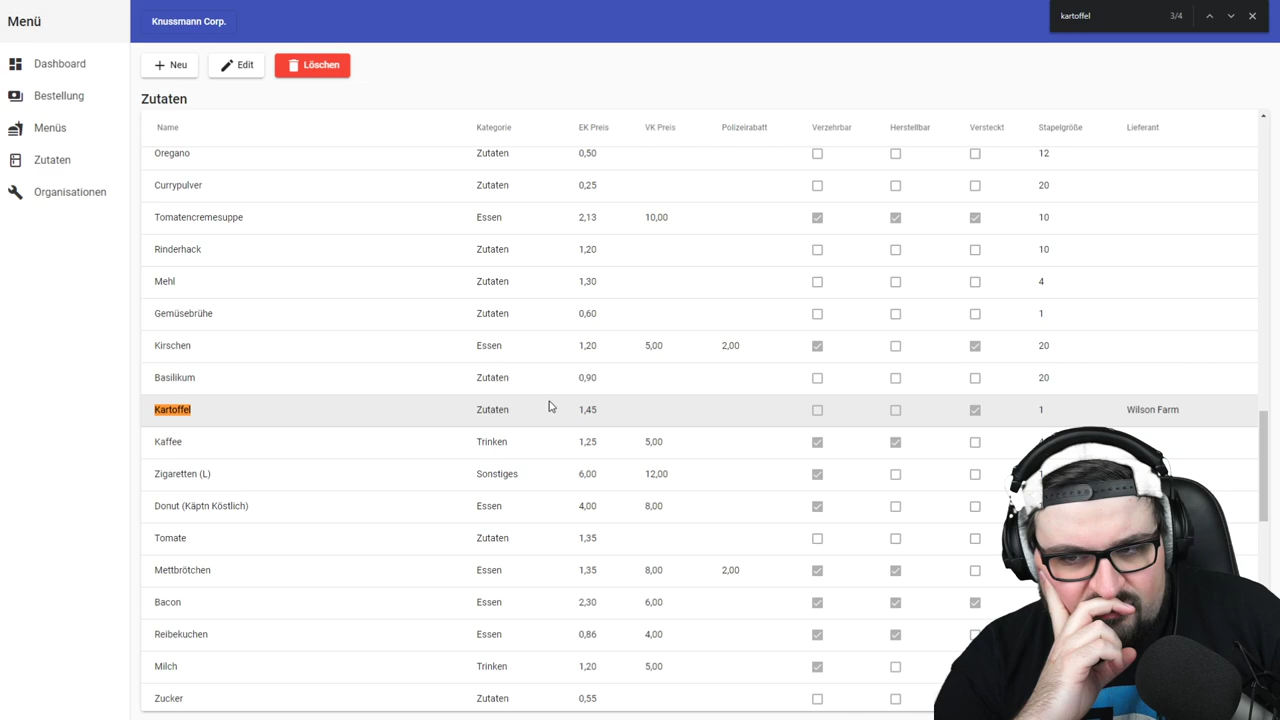 Menü
Knussmann Corp.
kartoffel 3/4
Dashboard
Bestellung
Menüs
Zutaten
Organisationen
Neu Edit Löschen
Zutaten
Name Kategorie EK Preis VK Preis Polizeirabatt Verzehrbar Herstellbar Versteckt Stapelgröße Lieferant
Oregano Zutaten 0,50 12
Currypulver Zutaten 0,25 20
Tomatencremesuppe Essen 2,13 10,00 10
Rinderhack Zutaten 1,20 10
Mehl Zutaten 1,30 4
Gemüsebrühe Zutaten 0,60 1
Kirschen Essen 1,20 5,00 2,00 20
Basilikum Zutaten 0,90 20
Kartoffel Zutaten 1,45 1 Wilson Farm
Kaffee Trinken 1,25 5,00
Zigaretten (L) Sonstiges 6,00 12,00
Donut (Käptn Köstlich) Essen 4,00 8,00
Tomate Zutaten 1,35
Mettbrötchen Essen 1,35 8,00 2,00
Bacon Essen 2,30 6,00
Reibekuchen Essen 0,86 4,00
Milch Trinken 1,20 5,00
Zucker Zutaten 0,55